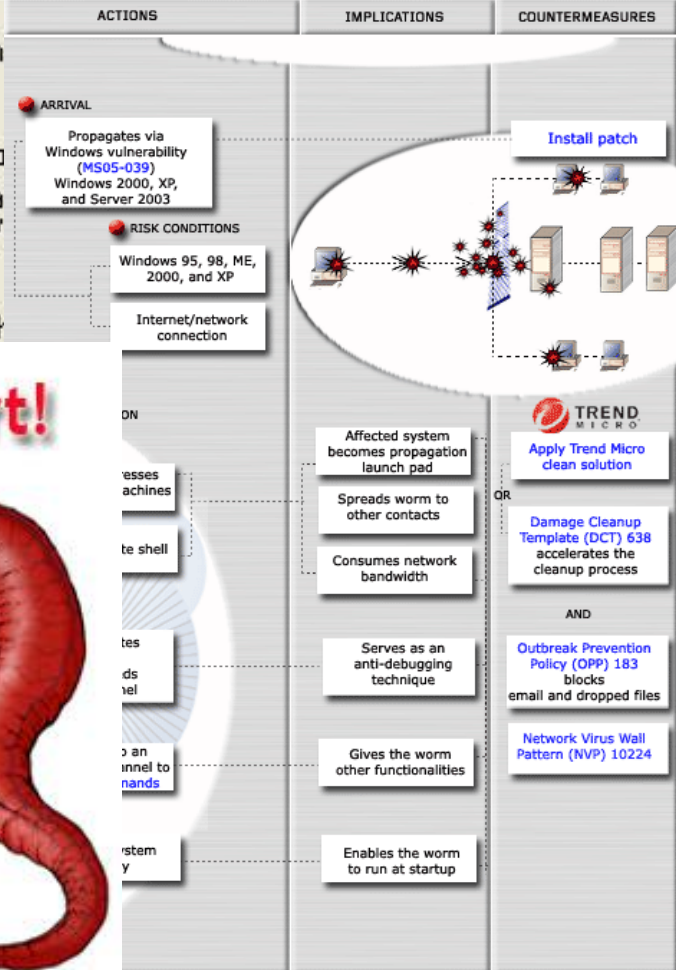 ACTIONS
IMPLICATIONS
COUNTERMEASURES
ARRIVAL
Propagates via
Windows vulnerability
(MS05-039)
Windows 2000, XP,
and Server 2003
Install patch
RISK CONDITIONS
Windows 95, 98, ME,
2000, and XP
Internet/network
connection
t!
ON
resses
achines
te shell
tes
ds
nel
o an
annel to
mands
ystem
y
Affected system
becomes propagation
launch pad
Spreads worm to
other contacts
Consumes network
bandwidth
Serves as an
anti-debugging
technique
Gives the worm
other functionalities
Enables the worm
to run at startup
TREND
MICRO
Apply Trend Micro
clean solution
OR
Damage Cleanup
Template (DCT) 638
accelerates the
cleanup process
AND
Outbreak Prevention
Policy (OPP) 183
blocks
email and dropped files
Network Virus Wall
Pattern (NVP) 10224